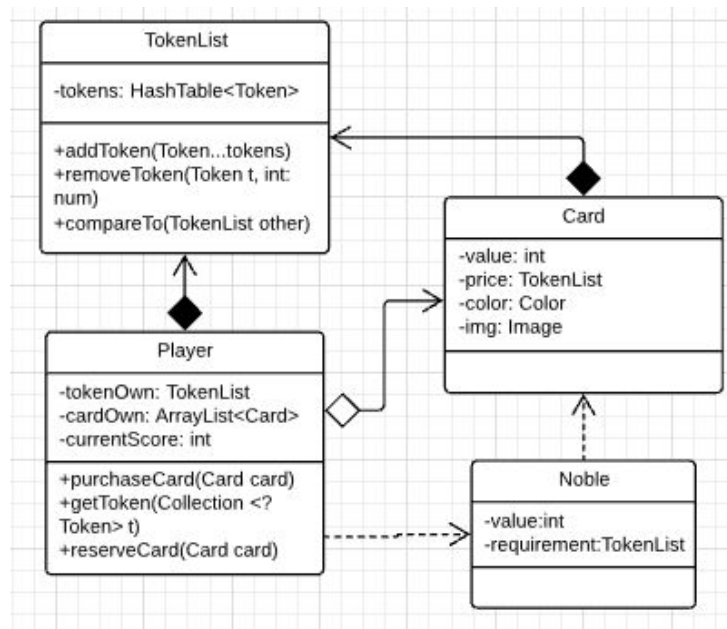 TokenList
-tokens: HashTable<Token>
+addToken(Token...tokens)
+removeToken(Token t, int:
num)
+compareTo(TokenList other)
Card
-value: int
-price: TokenList
-color: Color
-img: Image
Player
-tokenOwn: TokenList
-cardOwn: ArrayList<Card>
-currentScore: int
+purchaseCard(Card card)
+getToken(Collection <?
Token> t)
+reserveCard(Card card)
Noble
-value:int
-requirement:TokenList